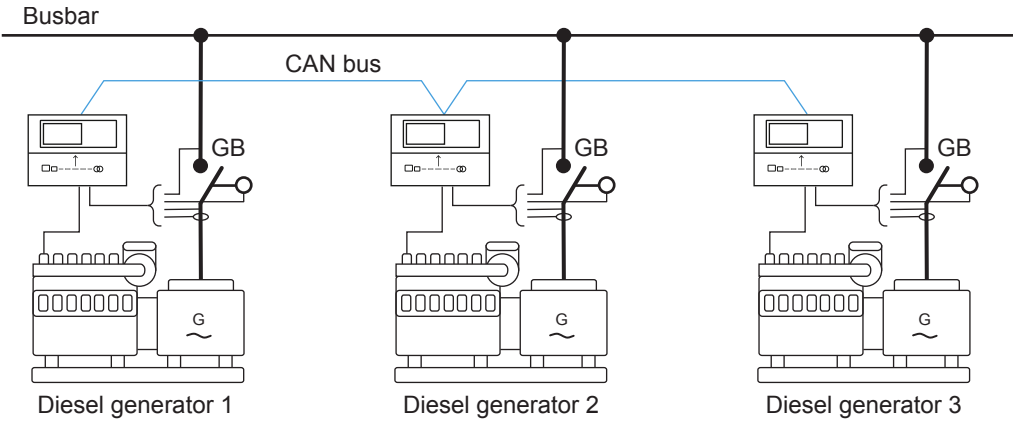 Busbar
CAN bus
GB
GB
GB
G
G
G
Diesel generator 1
Diesel generator 2
Diesel generator 3